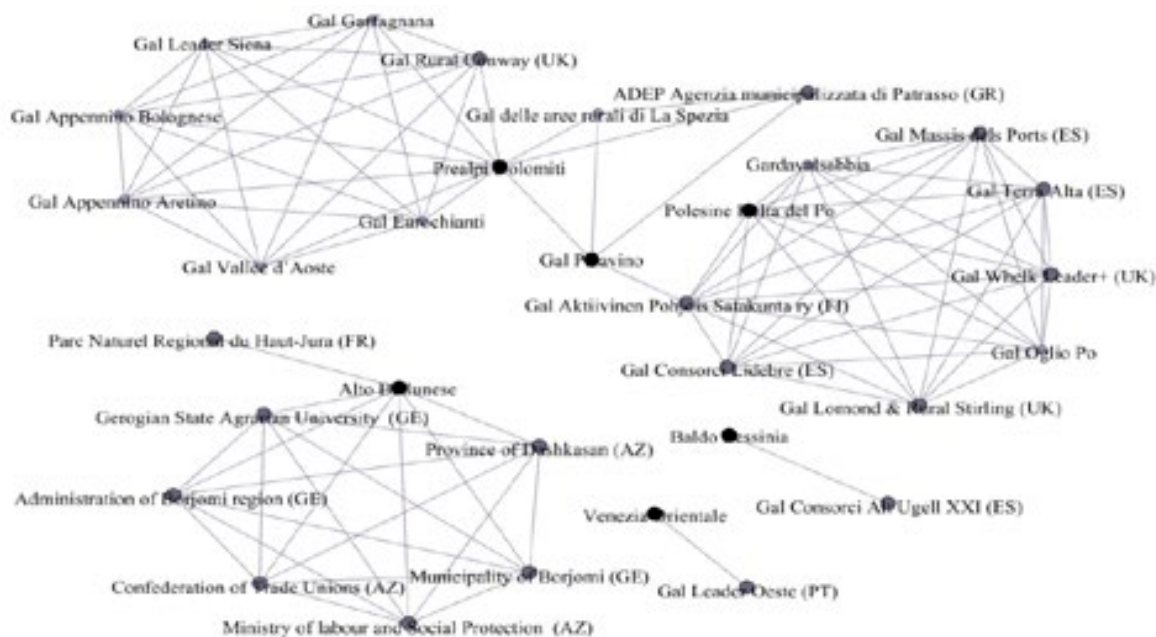 Gal Garfagnana
Gal Leader Siena
Gal Rural Conway (UK)
ADEP Agenzia municipalizzata di Patrasso (GR)
Gal Appennino Bolognese
Gal delle aree rurali di La Spezia
Gal Massis dels Ports (ES)
Prealpi Dolomiti
Gardavalsabbia
Gal Terra Alta (ES)
Gal Appennino Aretino
Gal Eurochianti
Polesine Delta del Po
Gal Vallée d'Aoste
Gal Patavino
Gal Whelk Leader+ (UK)
Gal Aktiivinen Pohjois Satakunta ry (FI)
Parc Naturel Regional du Haut-Jura (FR)
Gal Oglio Po
Gal Consorci Lidebre (ES)
Alto Bellunese
Gerogian State Agrarian University (GE)
Gal Lomond & Rural Stirling (UK)
Baldo Lessinia
Province of Dashkasan (AZ)
Administration of Borjomi region (GE)
Gal Consorci Alt Ugell XXI (ES)
Venezia Orientale
Municipality of Borjomi (GE)
Confederation of Trade Unions (AZ)
Gal Leader Oeste (PT)
Ministry of labour and Social Protection (AZ)